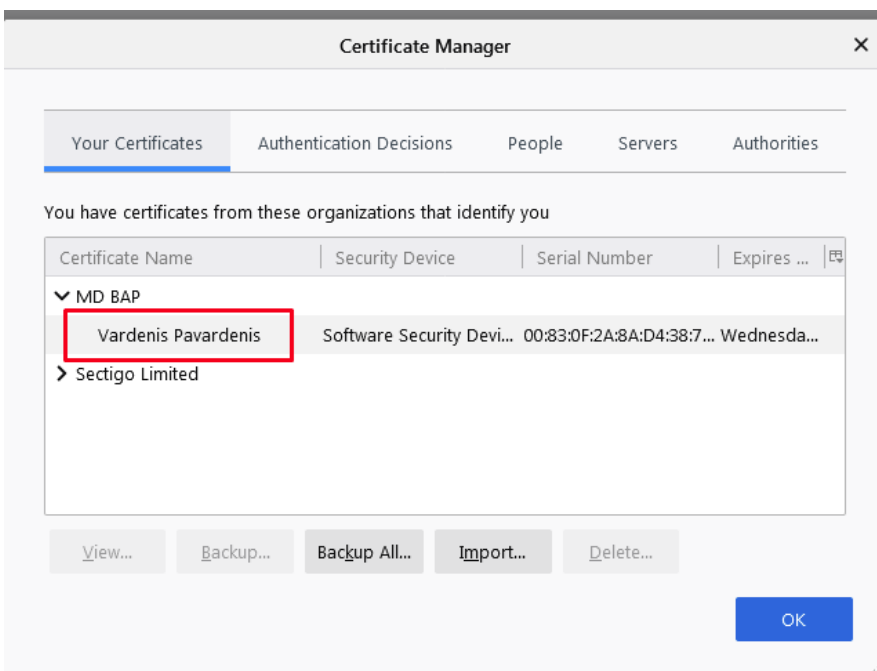 Certificate Manager
Your Certificates Authentication Decisions People Servers Authorities
You have certificates from these organizations that identify you
Certificate Name Security Device Serial Number Expires ...
MD BAP
Vardenis Pavardenis Software Security Devi... 00:83:0F:2A:8A:D4:38:7... Wednesda...
Sectigo Limited
View... Backup... Backup All... Import... Delete...
OK